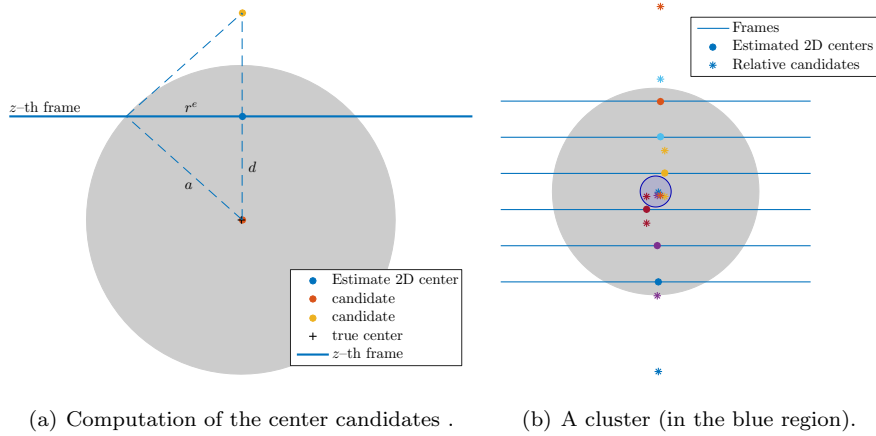 z–th frame
r^e
d
a
Estimate 2D center
candidate
candidate
true center
z–th frame
(a) Computation of the center candidates .
Frames
Estimated 2D centers
Relative candidates
(b) A cluster (in the blue region).